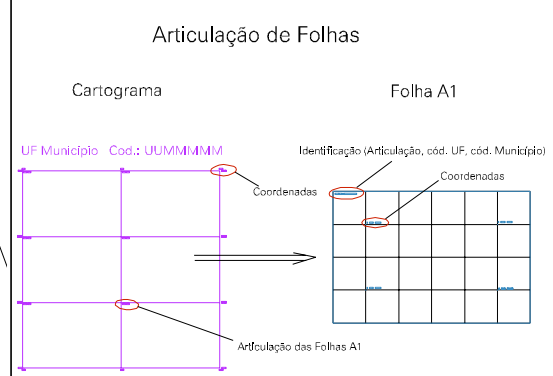 Articulação de Folhas
Cartograma
Folha A1
UF Município Cod.: UUMMMMM
Identificação (Articulação, cód. UF, cód. Município)
Coordenadas
Coordenadas
Articulação das Folhas A1